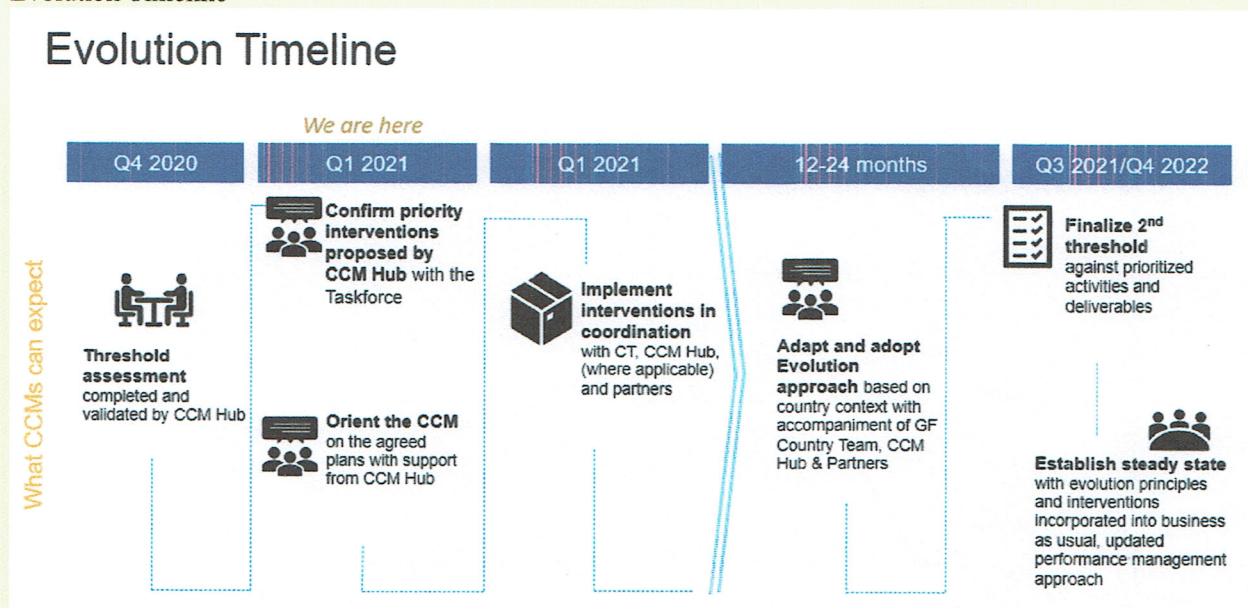 Evolution Timeline
Evolution Timeline
We are here
Q4 2020
Q1 2021
Q1 2021
12-24 months
Q3 2021/Q4 2022
What CCMs can expect
Threshold
assessment
completed and
validated by CCM Hub
Confirm priority
interventions
proposed by
CCM Hub with the
Taskforce
Orient the CCM
on the agreed
plans with support
from CCM Hub
Implement
interventions in
coordination
with CT, CCM Hub,
(where applicable)
and partners
Adapt and adopt
Evolution
approach based on
country context with
accompaniment of GF
Country Team, CCM
Hub & Partners
Finalize 2nd
threshold
against prioritized
activities and
deliverables
Establish steady state
with evolution principles
and interventions
incorporated into business
as usual, updated
performance management
approach